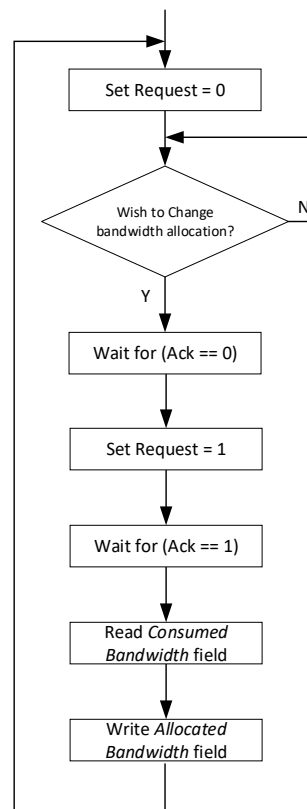 Set Request = 0
Wish to Change
bandwidth allocation?
N
Y
Wait for (Ack == 0)
Set Request = 1
Wait for (Ack == 1)
Read Consumed
Bandwidth field
Write Allocated
Bandwidth field